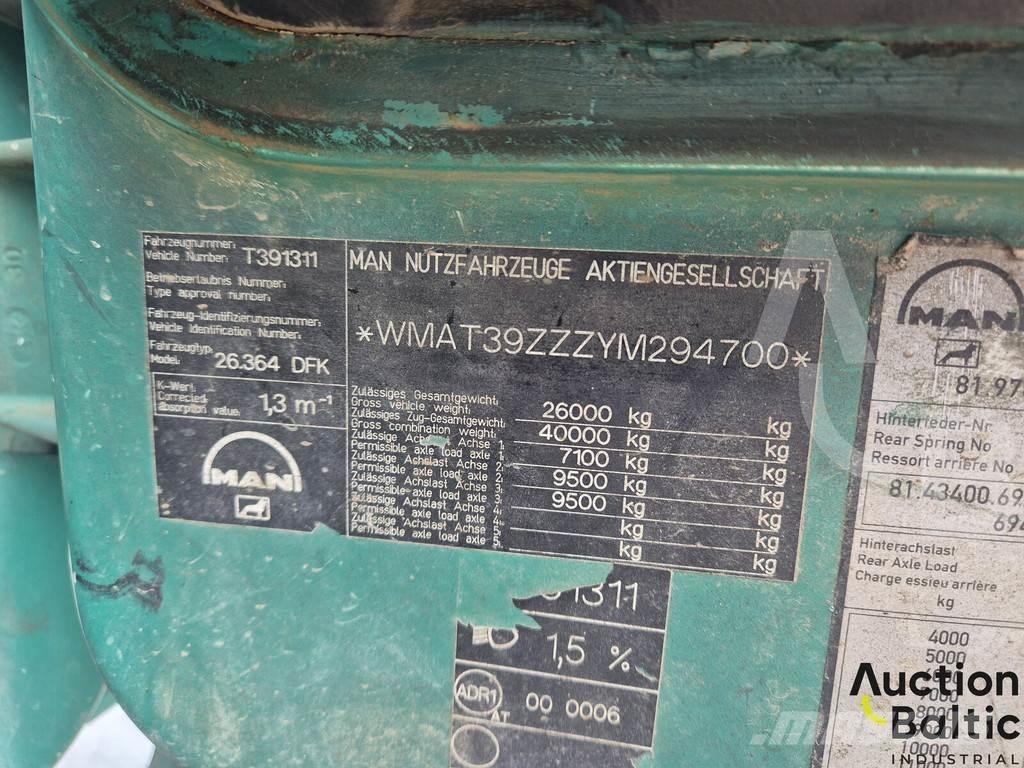 Fahrzeugnummer:
Vehicle Number: T391311
Betriebserlaubnis Nummer:
Type approval number:
Fahrzeug-Identifizierungsnummer:
Vehicle Identification Number:
Fahrzeugtyp
Model: 26.364 DFK
K-Wert
Corrected
absorption value: 1,3 m⁻¹
MAN
MAN NUTZFAHRZEUGE AKTIENGESELLSCHAFT
*WMAT39ZZZYM294700*
Zulässiges Gesamtgewicht:
Gross vehicle weight: 26000 kg kg
Zulässiges Zug-Gesamtgewicht:
Gross combination weight: 40000 kg kg
Zulässige Achslast Achse 1:
Permissible axle load axle 1: 7100 kg kg
Zulässige Achslast Achse 2:
Permissible axle load axle 2: 9500 kg kg
Zulässige Achslast Achse 3:
Permissible axle load axle 3: 9500 kg kg
Zulässige Achslast Achse 4:
Permissible axle load axle 4: kg kg
Zulässige Achslast Achse 5:
Permissible axle load axle 5: kg kg
1311
1,5 %
ADR1
AT 00 0006
MAN
81.97
Hinterfeder-Nr
Rear Spring No
Ressort arrière No
81.43400.69
694
Hinterachslast
Rear Axle Load
Charge essieu arrière
kg
4000
5000
8000
10000
30
Auction
Baltic
INDUSTRIAL